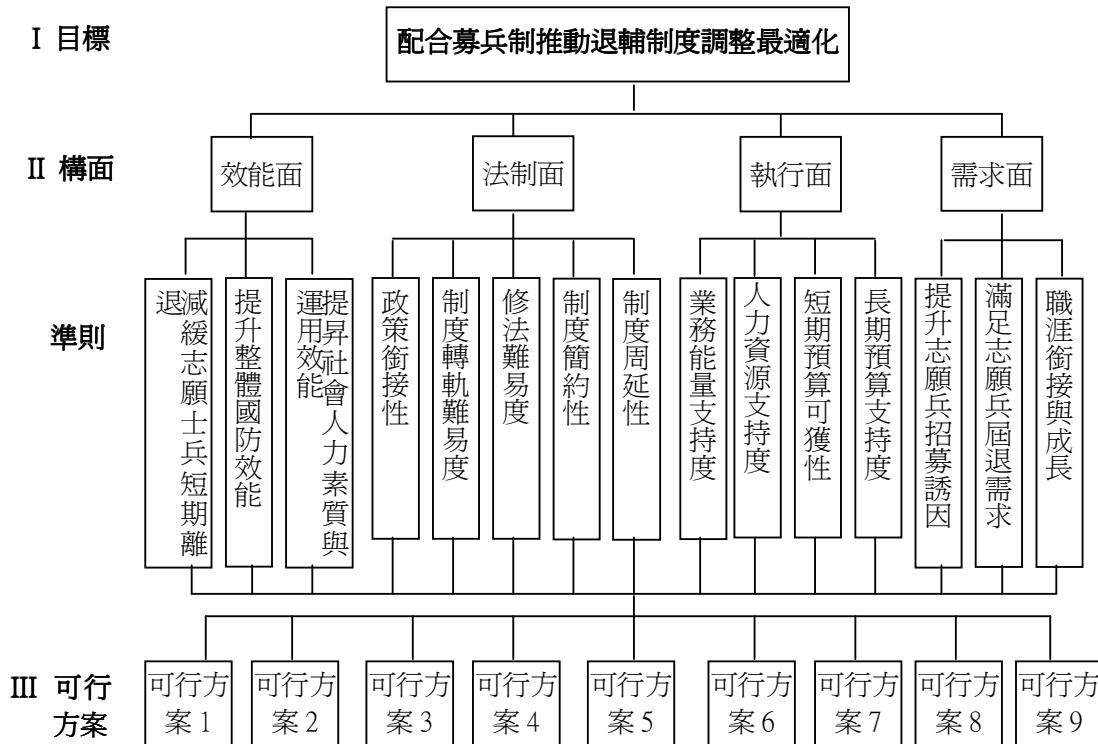 I 目標
配合募兵制推動退輔制度調整最適化
II 構面
效能面
法制面
執行面
需求面
準則
減緩志願士兵短期離
退
提升整體國防效能
提昇社會人力素質與
運用效能
政策銜接性
制度轉軌難易度
修法難易度
制度簡約性
制度周延性
業務能量支持度
人力資源支持度
短期預算可獲性
長期預算支持度
提升志願兵招募誘因
滿足志願兵屆退需求
職涯銜接與成長
III 可行
方案
可行方
案 1
可行方
案 2
可行方
案 3
可行方
案 4
可行方
案 5
可行方
案 6
可行方
案 7
可行方
案 8
可行方
案 9